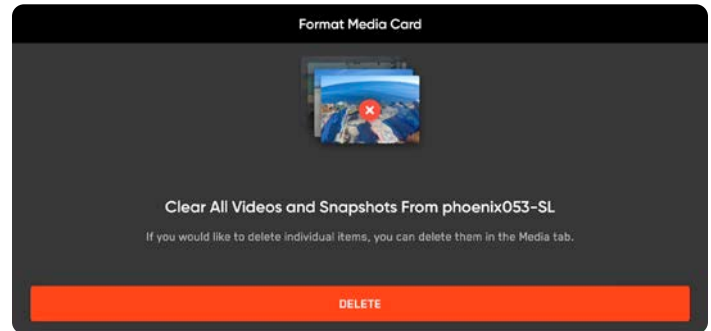 Format Media Card
Clear All Videos and Snapshots From phoenix053-SL
If you would like to delete individual items, you can delete them in the Media tab.
DELETE